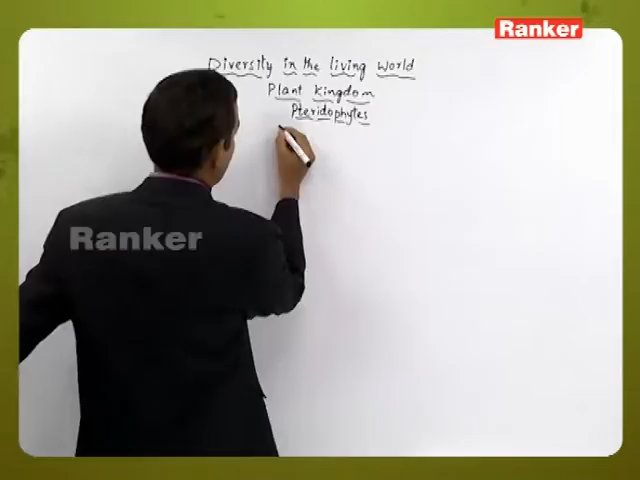 Ranker
Diversity in the living world
Plant kingdom
Pteridophytes
Ranker